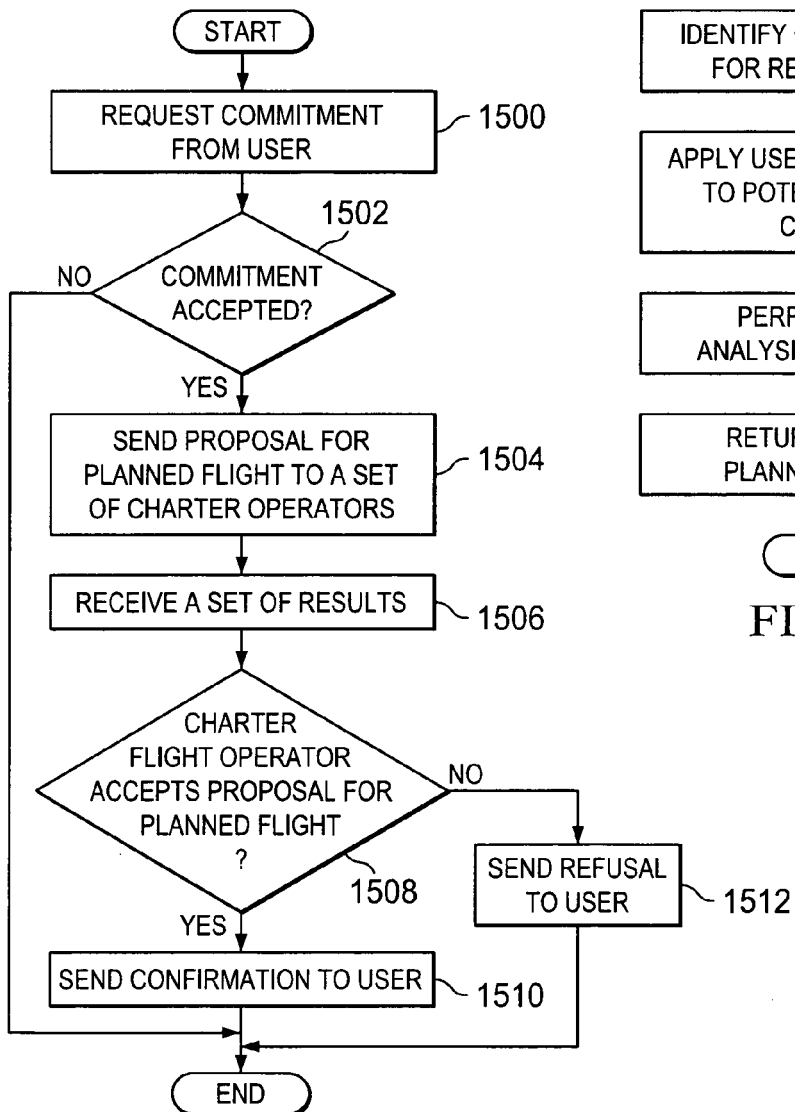 START
REQUEST COMMITMENT
FROM USER
1500
1502
COMMITMENT
ACCEPTED?
NO
YES
SEND PROPOSAL FOR
PLANNED FLIGHT TO A SET
OF CHARTER OPERATORS
1504
RECEIVE A SET OF RESULTS
1506
CHARTER
FLIGHT OPERATOR
ACCEPTS PROPOSAL FOR
PLANNED FLIGHT
?
NO
1508
YES
SEND REFUSAL
TO USER
1512
SEND CONFIRMATION TO USER
1510
END
IDENTIFY
FOR RE
APPLY USE
TO POTE
C
PERF
ANALYSI
RETU
PLANN
FI